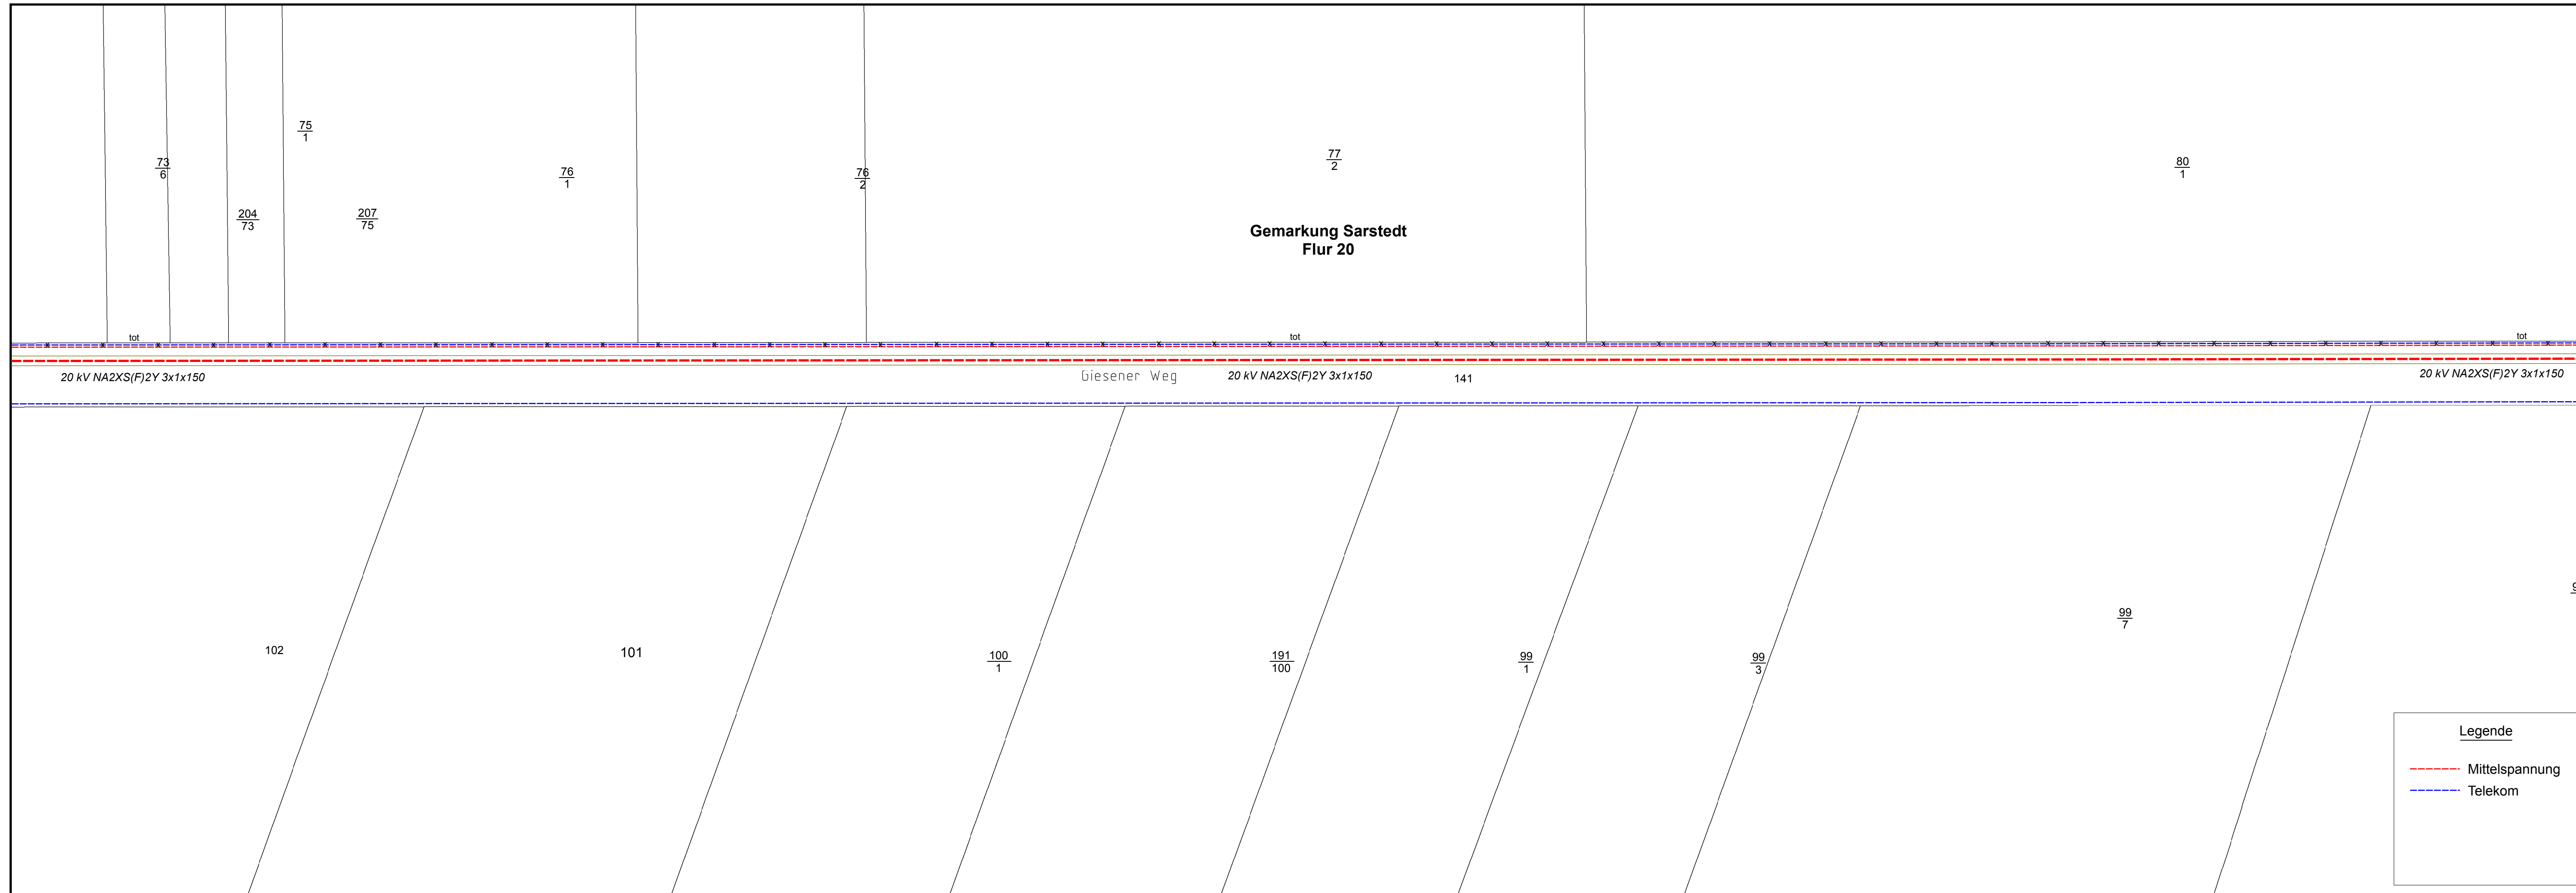 75
1
73
6
76
1
76
2
77
2
80
1
204
73
207
75
Gemarkung Sarstedt
Flur 20
tot
tot
tot
20 kV NA2XS(F)2Y 3x1x150
Giesener Weg
20 kV NA2XS(F)2Y 3x1x150
141
20 kV NA2XS(F)2Y 3x1x150
102
101
100
1
191
100
99
1
99
3
99
7
Legende
Mittelspannung
Telekom